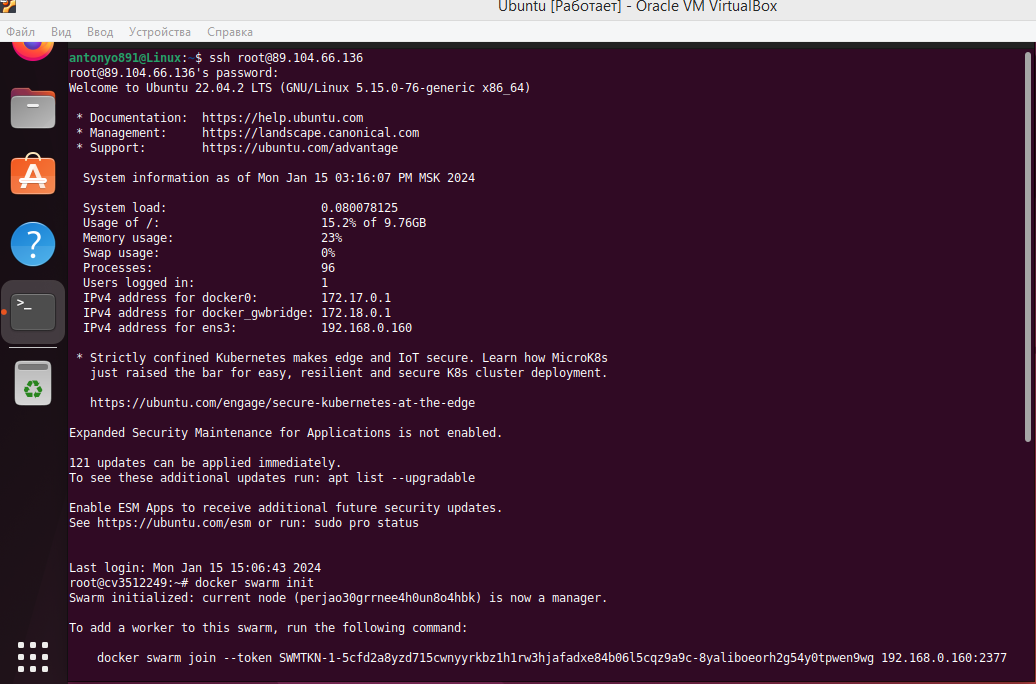 Ubuntu [Работает] - Oracle VM VirtualBox
Файл Вид Ввод Устройства Справка
antonyo891@Linux:~$ ssh root@89.104.66.136
root@89.104.66.136's password:
Welcome to Ubuntu 22.04.2 LTS (GNU/Linux 5.15.0-76-generic x86_64)
* Documentation: https://help.ubuntu.com
* Management: https://landscape.canonical.com
* Support: https://ubuntu.com/advantage
System information as of Mon Jan 15 03:16:07 PM MSK 2024
System load: 0.080078125
Usage of /: 15.2% of 9.76GB
Memory usage: 23%
Swap usage: 0%
Processes: 96
Users logged in: 1
IPv4 address for docker0: 172.17.0.1
IPv4 address for docker_gwbridge: 172.18.0.1
IPv4 address for ens3: 192.168.0.160
* Strictly confined Kubernetes makes edge and IoT secure. Learn how MicroK8s
just raised the bar for easy, resilient and secure K8s cluster deployment.
https://ubuntu.com/engage/secure-kubernetes-at-the-edge
Expanded Security Maintenance for Applications is not enabled.
121 updates can be applied immediately.
To see these additional updates run: apt list --upgradable
Enable ESM Apps to receive additional future security updates.
See https://ubuntu.com/esm or run: sudo pro status
Last login: Mon Jan 15 15:06:43 2024
root@cv3512249:~# docker swarm init
Swarm initialized: current node (perjao30grrnee4h0un8o4hbk) is now a manager.
To add a worker to this swarm, run the following command:
docker swarm join --token SWMTKN-1-5cfd2a8yzd715cwnyyrkbz1h1rw3hjafadxe84b06l5cqz9a9c-8yaliboeorh2g54y0tpwen9wg 192.168.0.160:2377